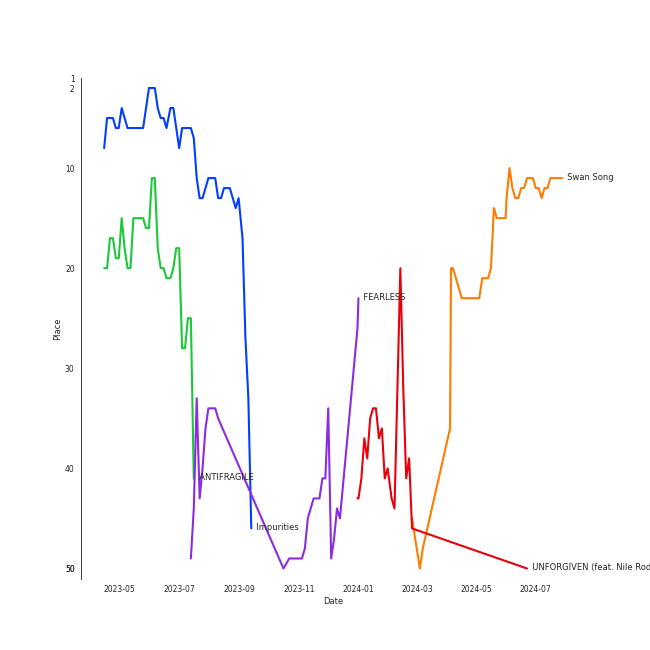 1
2
10
20
30
40
50
Place
Swan Song
FEARLESS
ANTIFRAGILE
Impurities
UNFORGIVEN (feat. Nile Rod
2023-05
2023-07
2023-09
2023-11
2024-01
2024-03
2024-05
2024-07
Date